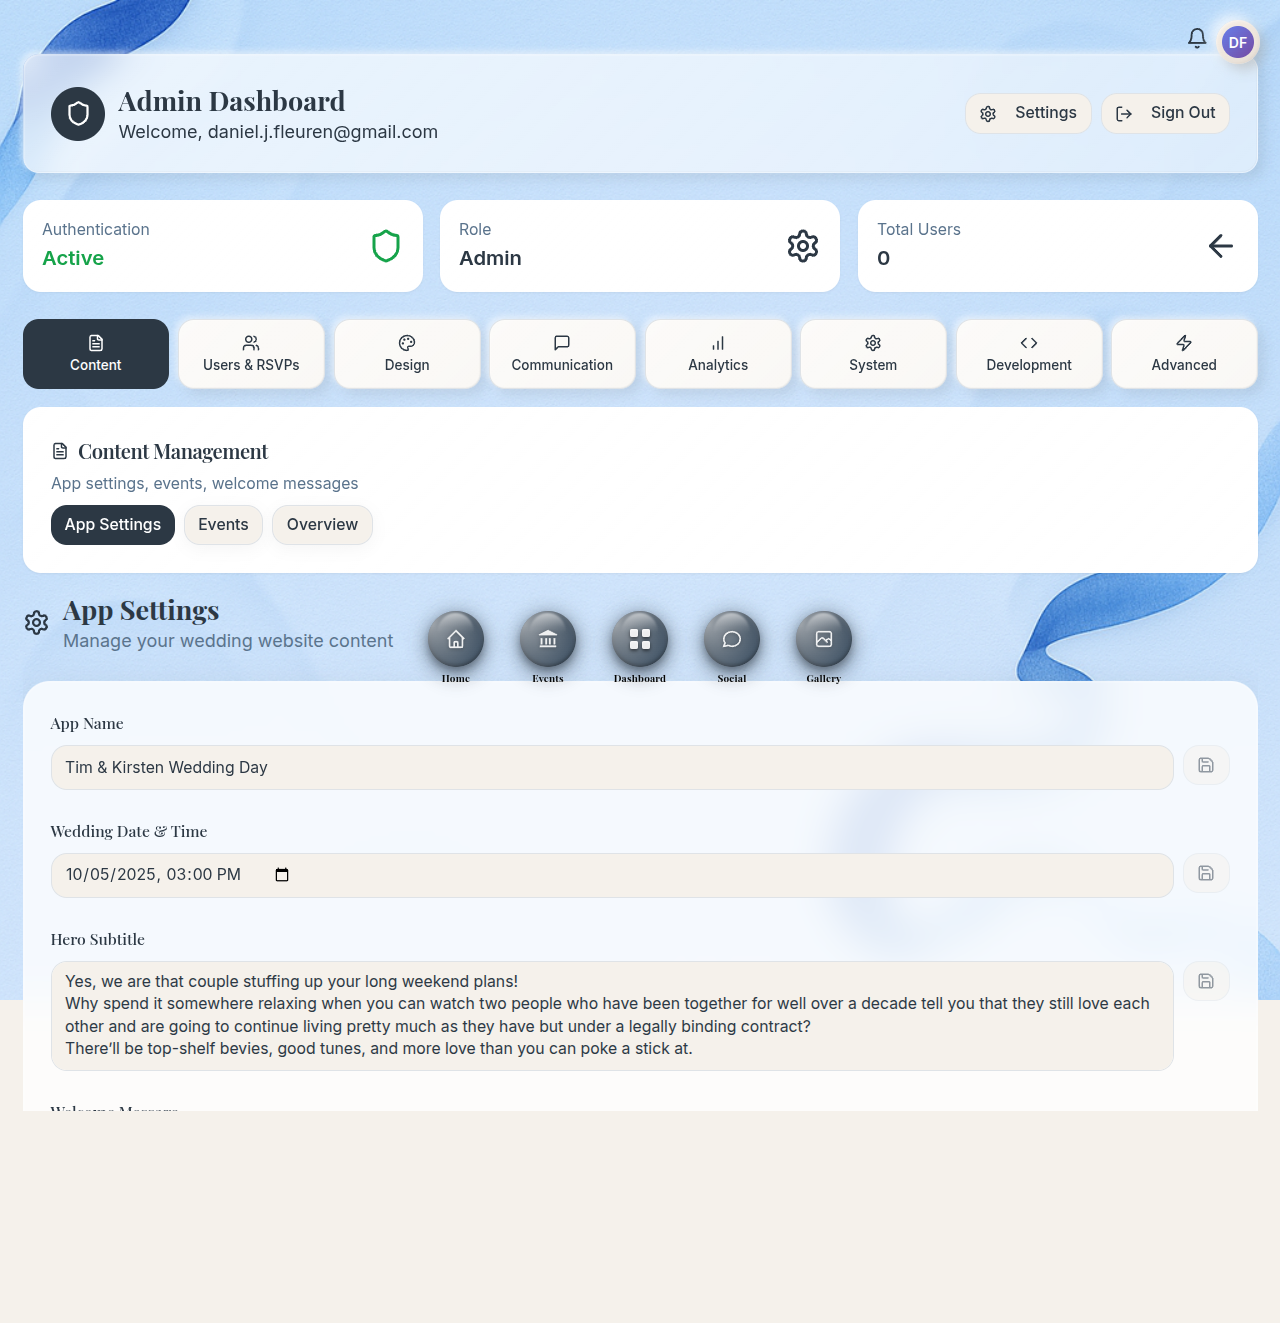 DF
Admin Dashboard
Welcome, daniel.j.fleuren@gmail.com
Settings
Sign Out
Authentication
Active
Role
Admin
Total Users
0
Content
Users & RSVPs
Design
Communication
Analytics
System
Development
Advanced
Content Management
App settings, events, welcome messages
App Settings
Events
Overview
App Settings
Manage your wedding website content
Home
Events
Dashboard
Social
Gallery
App Name
Tim & Kirsten Wedding Day
Wedding Date & Time
10/05/2025, 03:00 PM
Hero Subtitle
Yes, we are that couple stuffing up your long weekend plans!
Why spend it somewhere relaxing when you can watch two people who have been together for well over a decade tell you that they still love each
other and are going to continue living pretty much as they have but under a legally binding contract?
There’ll be top-shelf bevies, good tunes, and more love than you can poke a stick at.